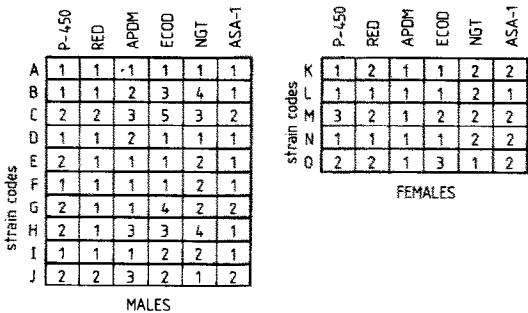 P-450 RED APDM ECOD NGT ASA-1
A 1 1 1 1 1 1
B 1 1 2 3 4 1
C 2 2 3 5 3 2
D 1 1 2 1 1 1
E 2 1 1 1 2 1
F 1 1 1 1 2 1
G 2 1 1 4 2 2
H 2 1 3 3 4 1
I 1 1 1 2 2 1
J 2 2 3 2 1 2
strain codes
MALES
P-450 RED APDM ECOD NGT ASA-1
K 1 2 1 1 2 2
L 1 1 1 1 2 1
M 3 2 1 2 2 2
N 1 1 1 1 2 2
O 2 2 1 3 1 2
strain codes
FEMALES